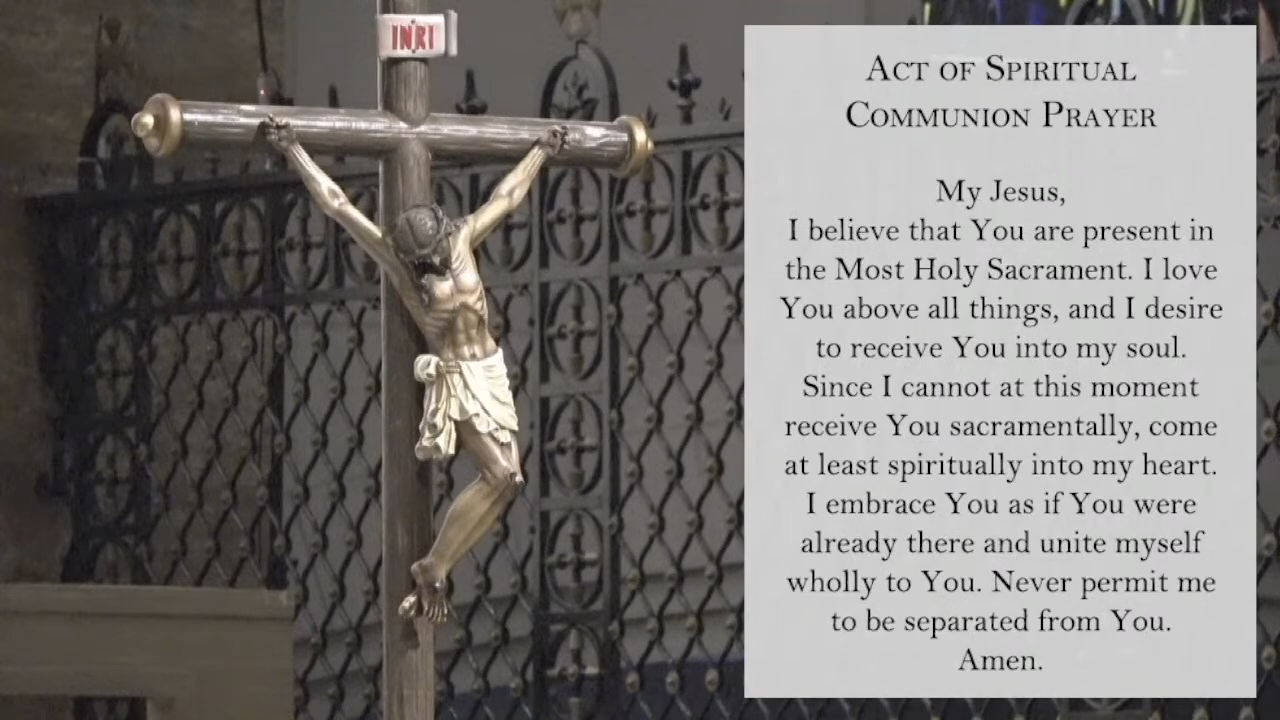 INRI
ACT OF SPIRITUAL
COMMUNION PRAYER
My Jesus,
I believe that You are present in
the Most Holy Sacrament. I love
You above all things, and I desire
to receive You into my soul.
Since I cannot at this moment
receive You sacramentally, come
at least spiritually into my heart.
I embrace You as if You were
already there and unite myself
wholly to You. Never permit me
to be separated from You.
Amen.